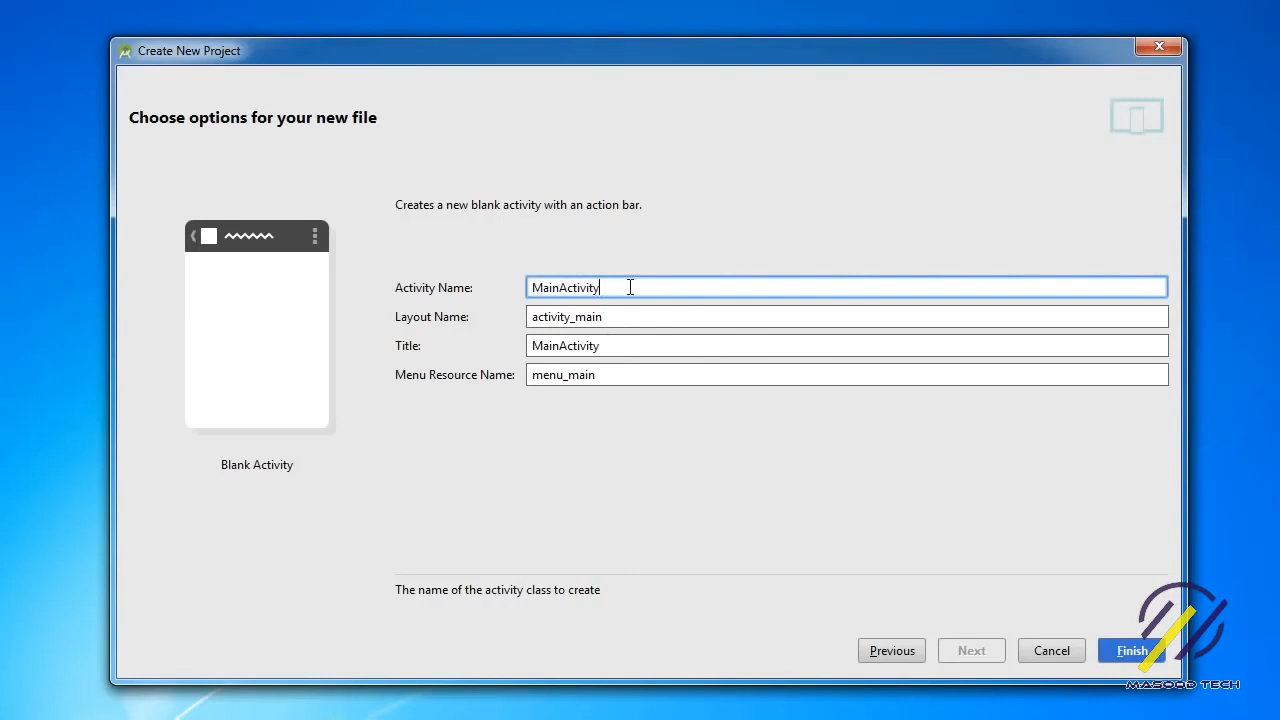 Create New Project
Choose options for your new file
Creates a new blank activity with an action bar.
Activity Name: MainActivity
Layout Name: activity_main
Title: MainActivity
Menu Resource Name: menu_main
Blank Activity
The name of the activity class to create
Previous Next Cancel Finish
MASOOD TECH